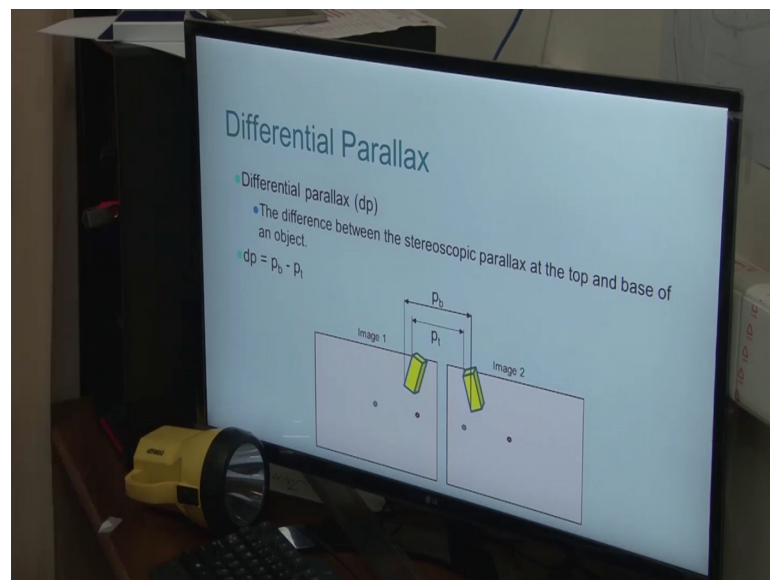 Differential Parallax
Differential parallax (dp)
The difference between the stereoscopic parallax at the top and base of
an object.
dp = pb - pt
pb
pt
Image 1
Image 2
LG